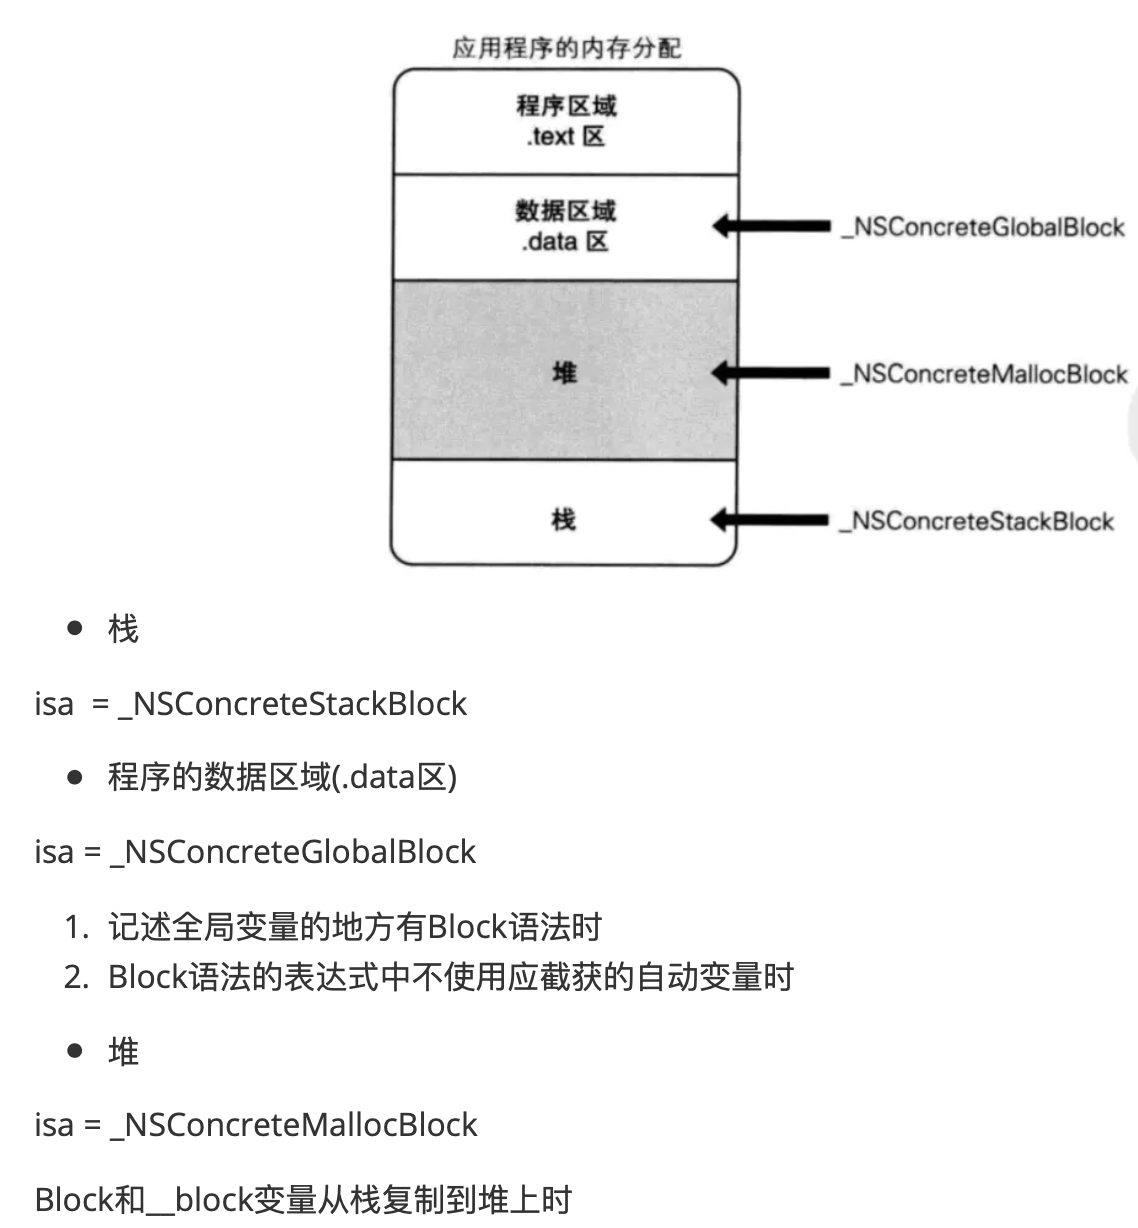 应用程序的内存分配
程序区域
.text 区
数据区域
.data 区
_NSConcreteGlobalBlock
堆
_NSConcreteMallocBlock
栈
_NSConcreteStackBlock
● 栈
isa  = _NSConcreteStackBlock
● 程序的数据区域(.data区)
isa = _NSConcreteGlobalBlock
1. 记述全局变量的地方有Block语法时
2. Block语法的表达式中不使用应截获的自动变量时
● 堆
isa = _NSConcreteMallocBlock
Block和__block变量从栈复制到堆上时